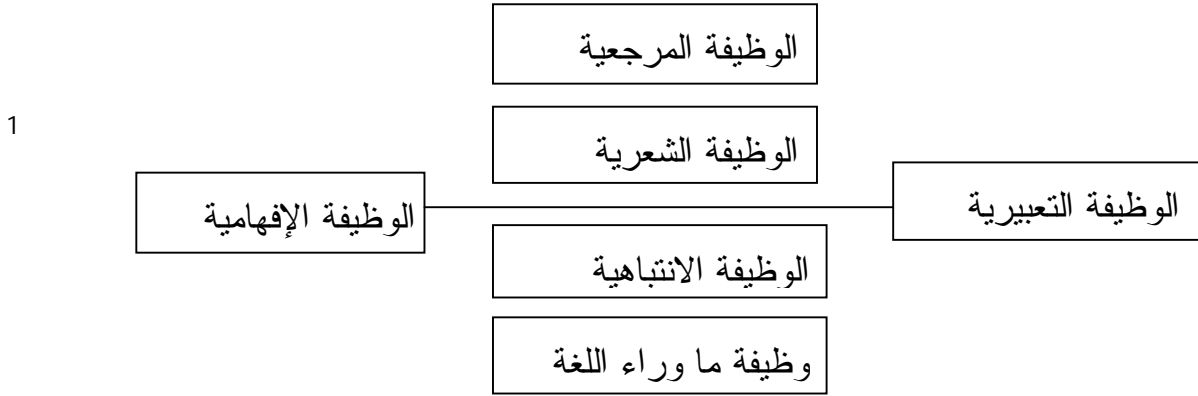 الوظيفة المرجعية
1
الوظيفة الشعرية
الوظيفة التعبيرية
الوظيفة الإفهامية
الوظيفة الانتباهية
وظيفة ما وراء اللغة